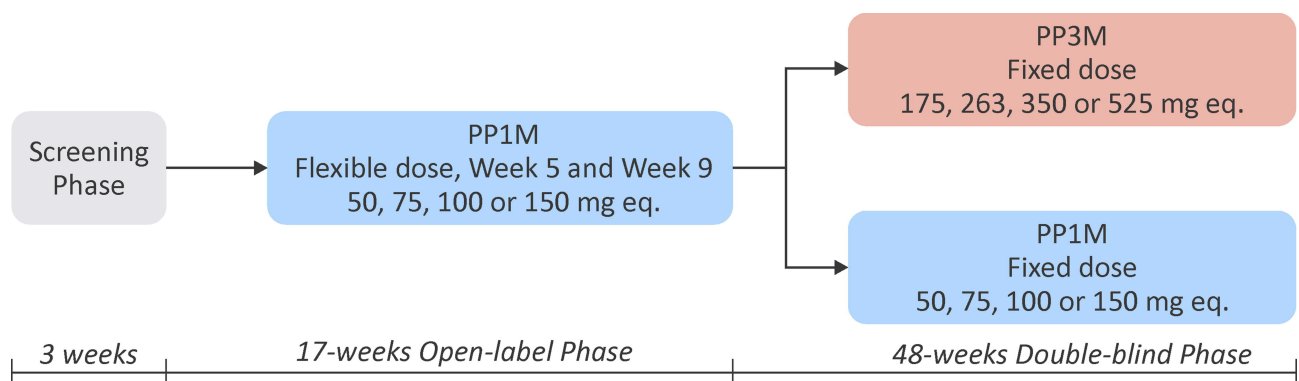 Screening
Phase
PP1M
Flexible dose, Week 5 and Week 9
50, 75, 100 or 150 mg eq.
PP3M
Fixed dose
175, 263, 350 or 525 mg eq.
PP1M
Fixed dose
50, 75, 100 or 150 mg eq.
3 weeks
17-weeks Open-label Phase
48-weeks Double-blind Phase